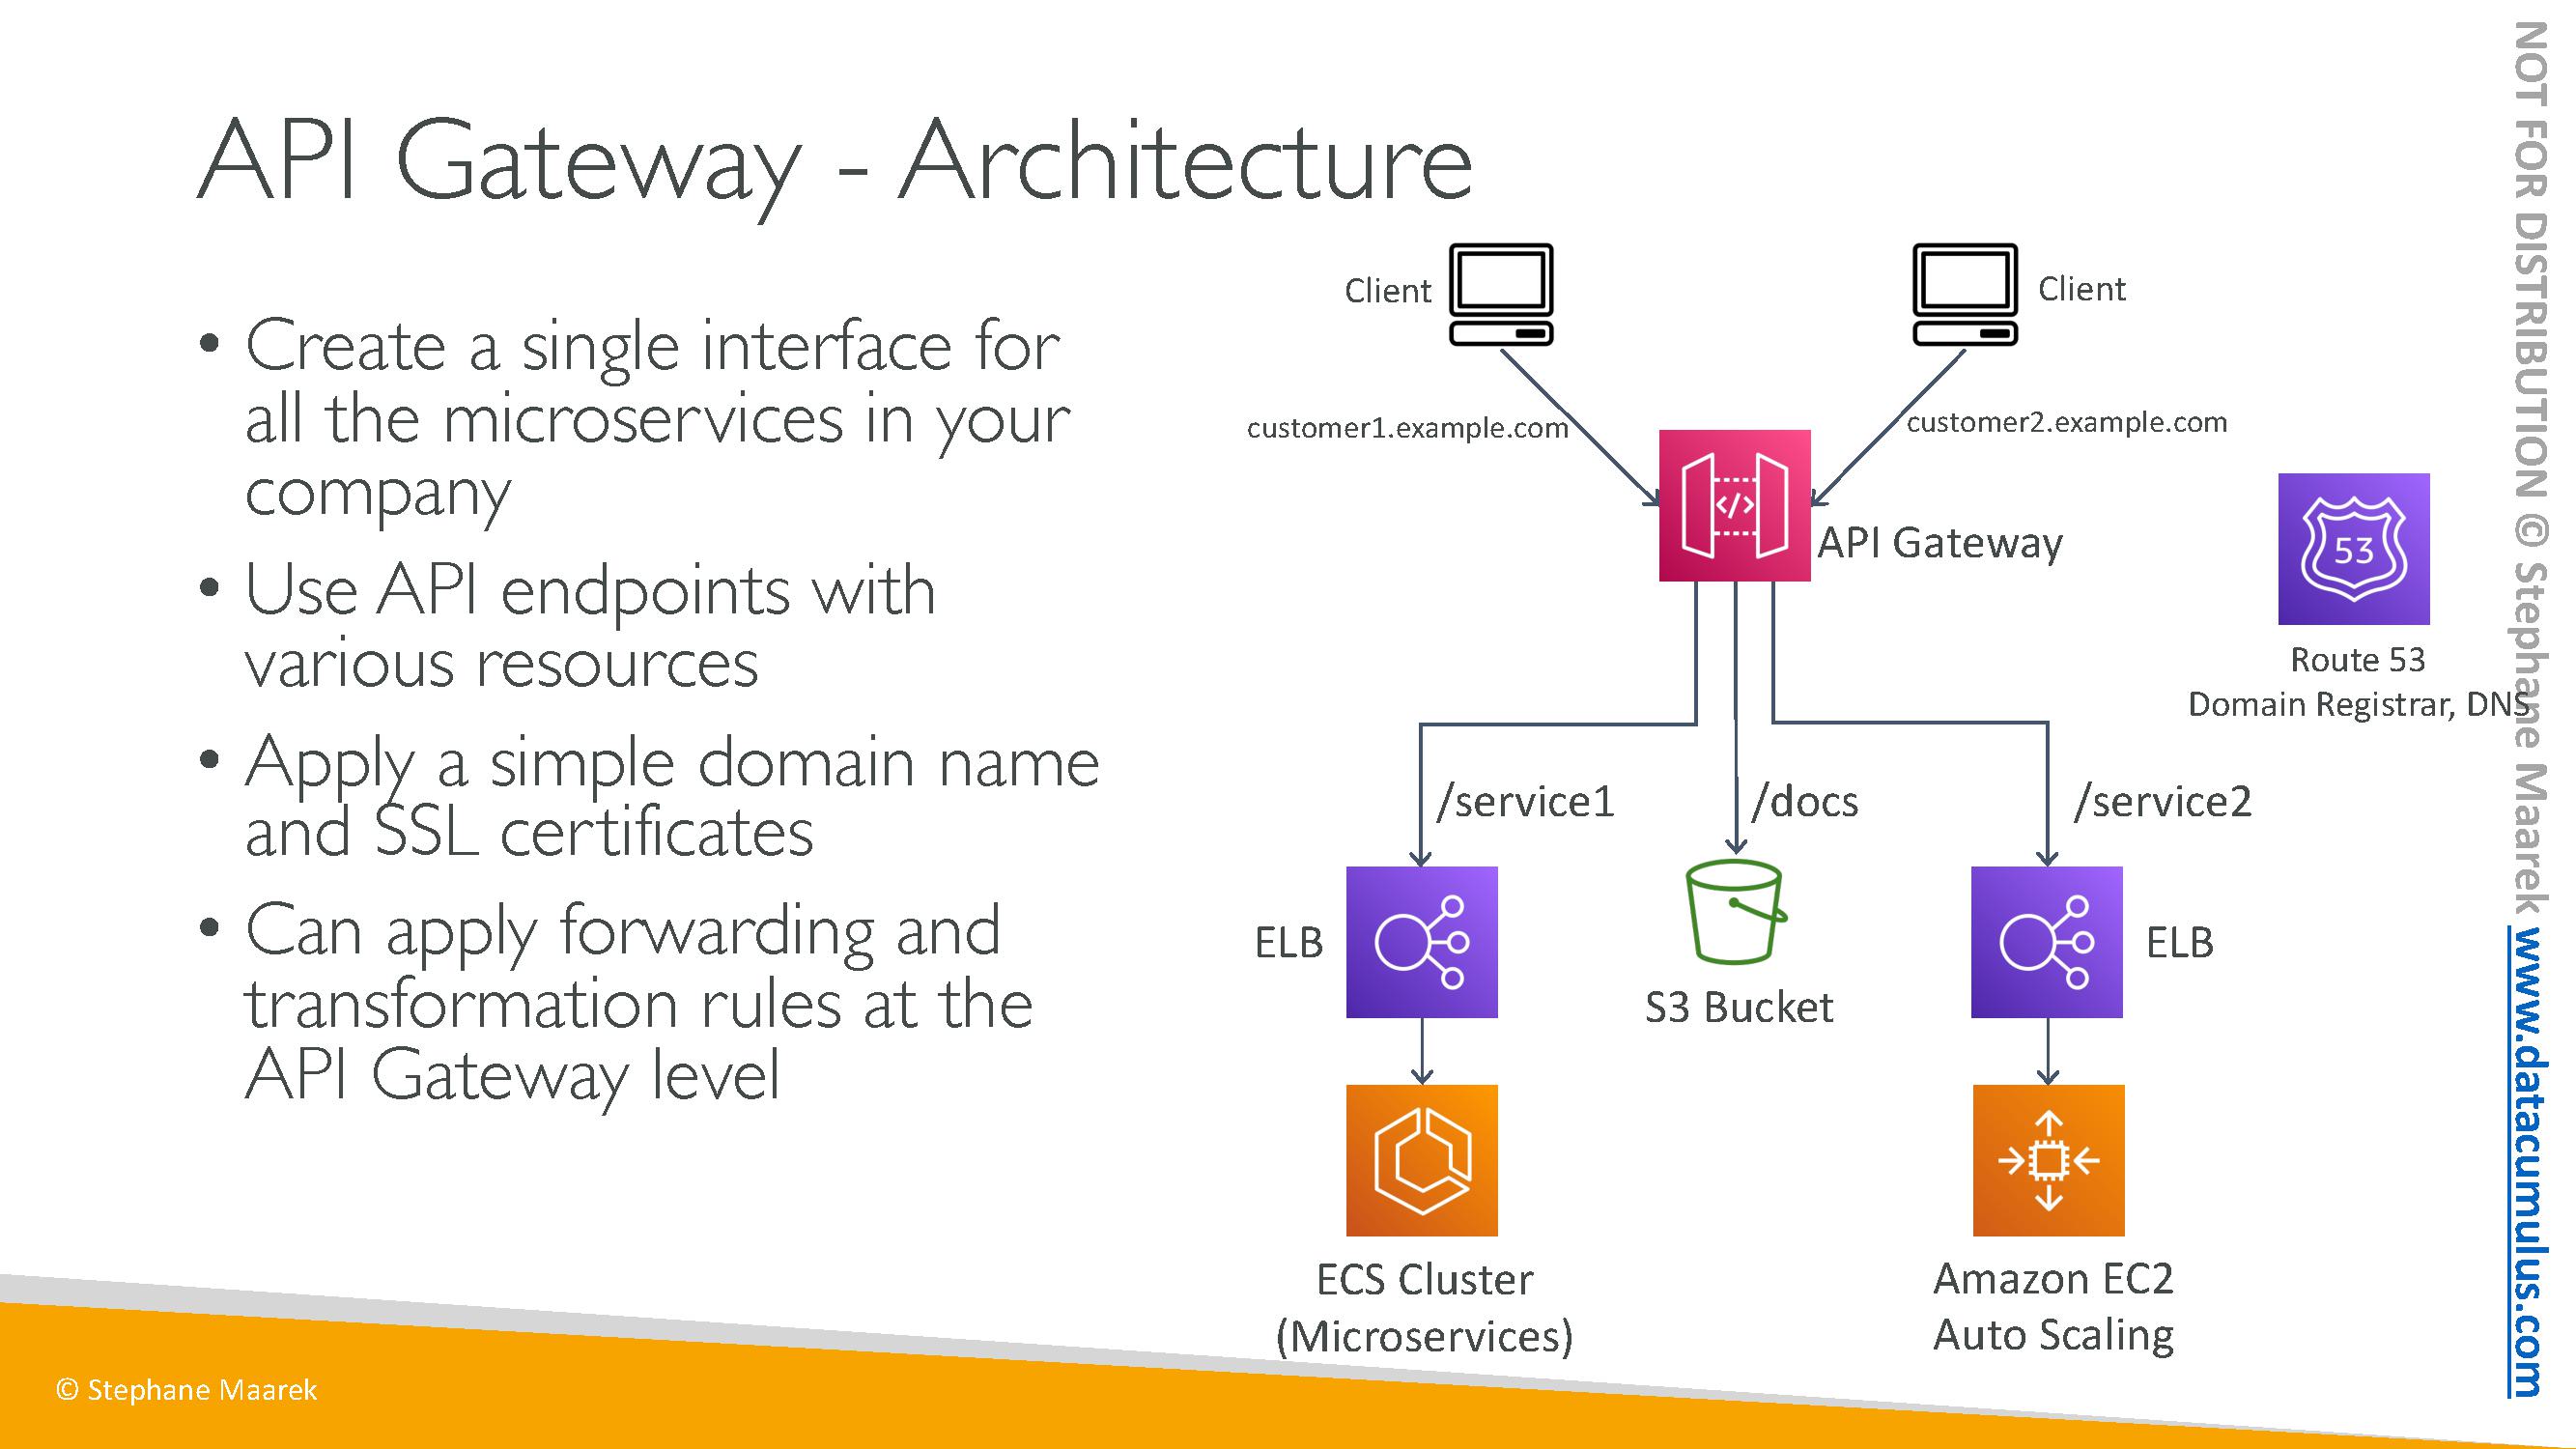 API Gateway - Architecture
• Create a single interface for
all the microservices in your
company
• Use API endpoints with
various resources
• Apply a simple domain name
and SSL certificates
• Can apply forwarding and
transformation rules at the
API Gateway level
Client
Client
customer1.example.com
customer2.example.com
</>
API Gateway
53
Route 53
Domain Registrar, DNS
/service1
/docs
/service2
ELB
S3 Bucket
ELB
ECS Cluster
(Microservices)
Amazon EC2
Auto Scaling
© Stephane Maarek
NOT FOR DISTRIBUTION © Stephane Maarek www.datacumulus.com